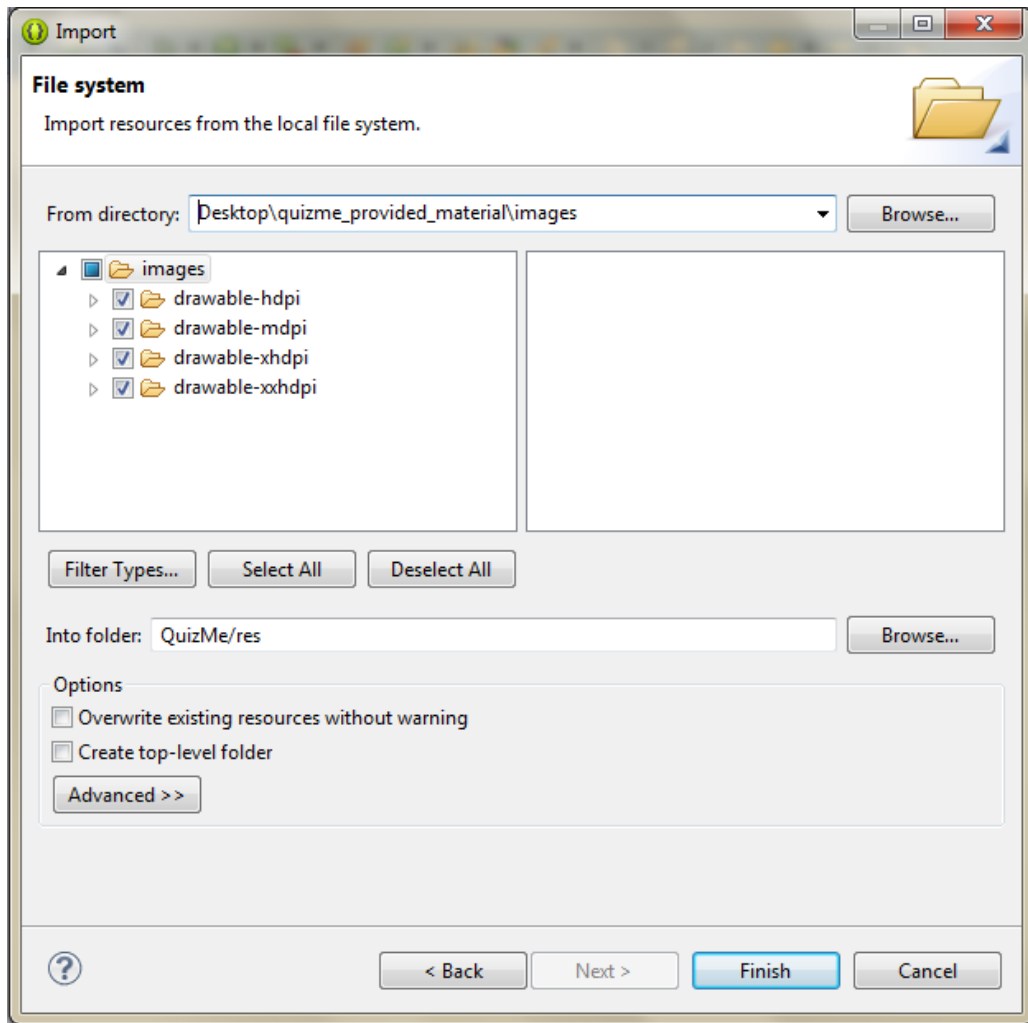 Import
File system
Import resources from the local file system.
From directory: Desktop\quizme_provided_material\images Browse...
images
drawable-hdpi
drawable-mdpi
drawable-xhdpi
drawable-xxhdpi
Filter Types... Select All Deselect All
Into folder: QuizMe/res Browse...
Options
Overwrite existing resources without warning
Create top-level folder
Advanced >>
? < Back Next > Finish Cancel